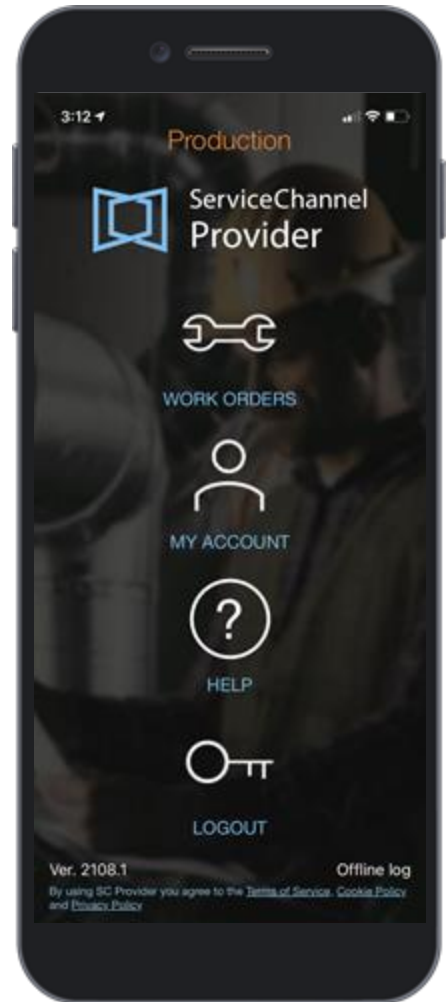 3:12
Production
ServiceChannel
Provider
WORK ORDERS
MY ACCOUNT
?
HELP
LOGOUT
Ver. 2108.1 Offline log
By using SC Provider you agree to the Terms of Service, Cookie Policy
and Privacy Policy